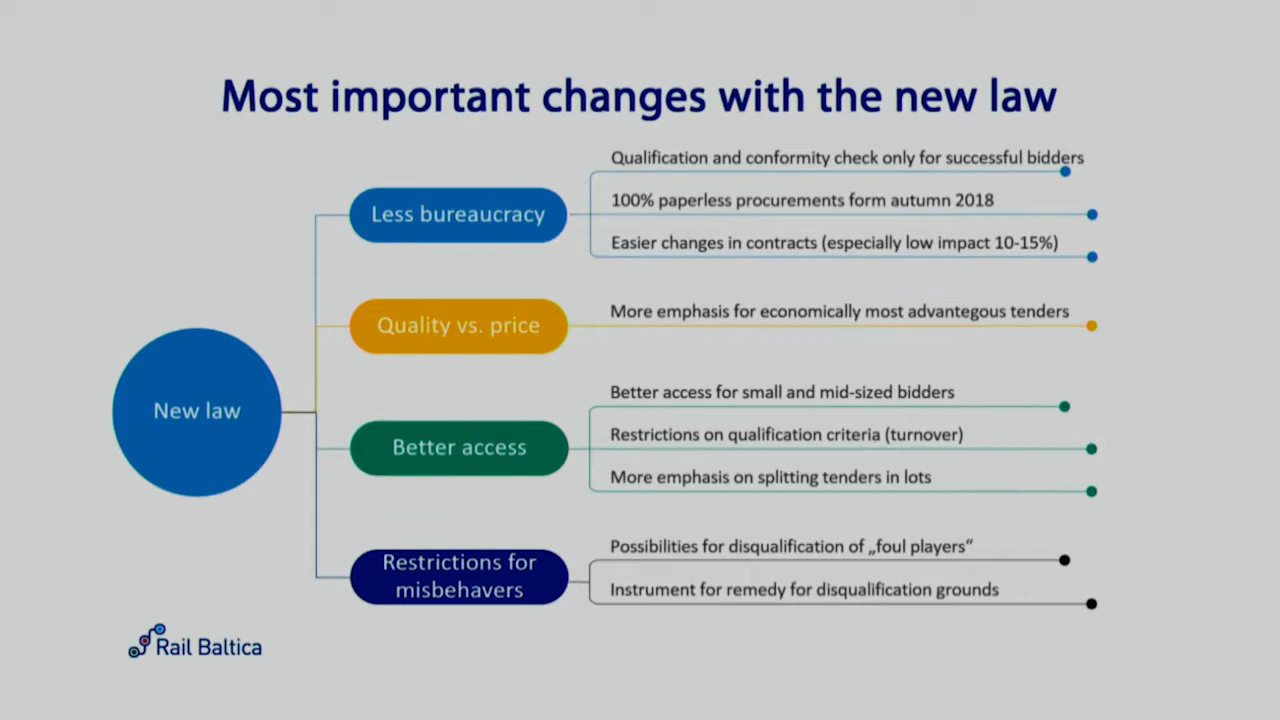 Most important changes with the new law
New law
Less bureaucracy
Qualification and conformity check only for successful bidders
100% paperless procurements form autumn 2018
Easier changes in contracts (especially low impact 10-15%)
Quality vs. price
More emphasis for economically most advantegous tenders
Better access
Better access for small and mid-sized bidders
Restrictions on qualification criteria (turnover)
More emphasis on splitting tenders in lots
Restrictions for
misbehavers
Possibilities for disqualification of „foul players“
Instrument for remedy for disqualification grounds
Rail Baltica